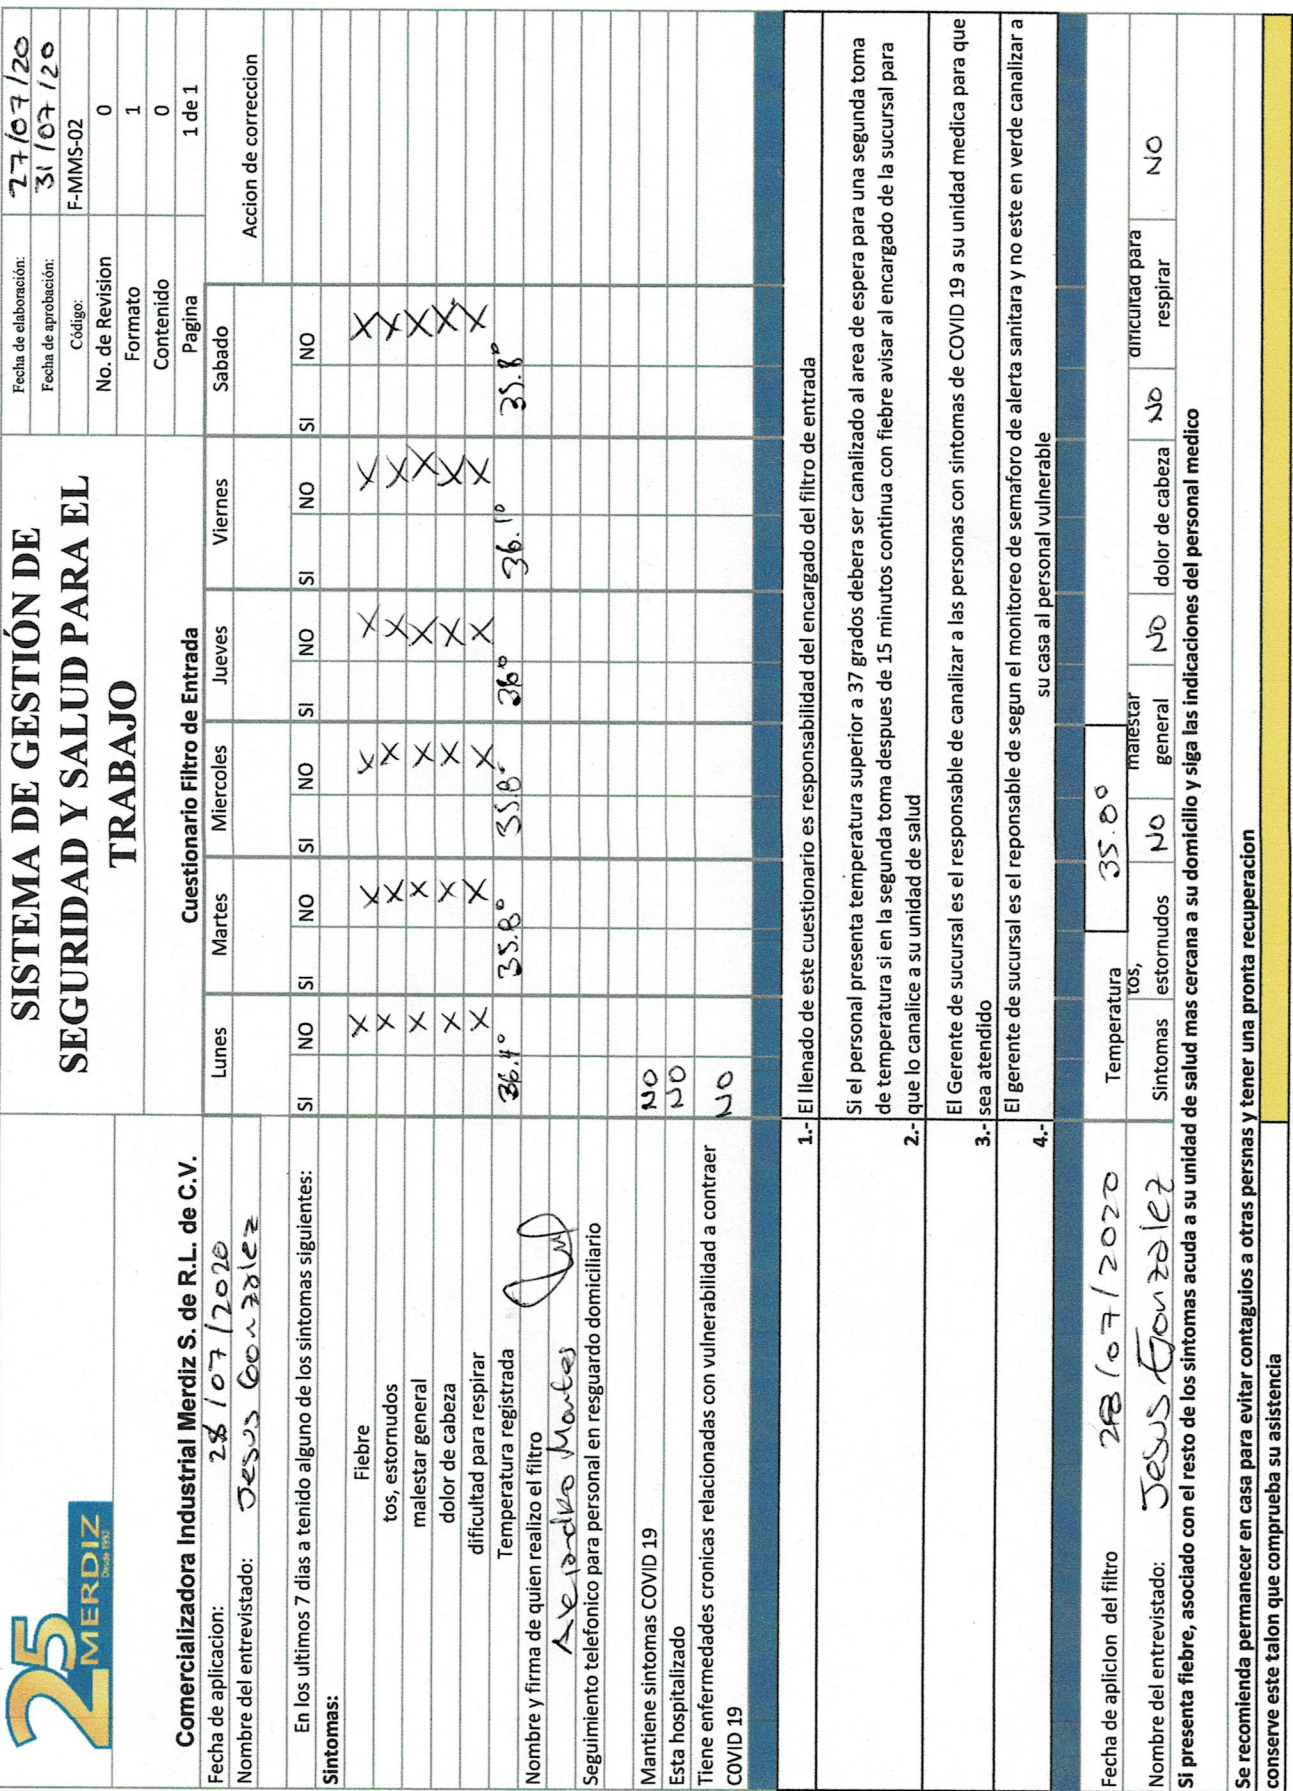 25
MERDIZ
Desde 1992
SISTEMA DE GESTIÓN DE
SEGURIDAD Y SALUD PARA EL
TRABAJO
Fecha de elaboración: 27/07/20
Fecha de aprobación: 31/07/20
Código: F-MMS-02
No. de Revision 0
Formato 1
Contenido 0
Pagina 1 de 1
Comercializadora Industrial Merdiz S. de R.L. de C.V.
Cuestionario Filtro de Entrada
Fecha de aplicacion: 28/07/2020
Nombre del entrevistado: Jesus Gonzalez
Lunes Martes Miercoles Jueves Viernes Sabado Accion de correccion
En los ultimos 7 dias a tenido alguno de los sintomas siguientes:
SI NO SI NO SI NO SI NO SI NO SI NO
Sintomas:
Fiebre X X X X X X
tos, estornudos X X X X X X
malestar general X X X X X X
dolor de cabeza X X X X X X
dificultad para respirar X X X X X X
Temperatura registrada 36.4° 35.8° 35.8° 36° 36.1° 35.8°
Nombre y firma de quien realizo el filtro
Alejandro Montes
Seguimiento telefonico para personal en resguardo domiciliario
Mantiene sintomas COVID 19 NO
Esta hospitalizado NO
Tiene enfermedades cronicas relacionadas con vulnerabilidad a contraer
COVID 19 NO
1.- El llenado de este cuestionario es responsabilidad del encargado del filtro de entrada
Si el personal presenta temperatura superior a 37 grados debera ser canalizado al area de espera para una segunda toma
de temperatura si en la segunda toma despues de 15 minutos continua con fiebre avisar al encargado de la sucursal para
2.- que lo canalice a su unidad de salud
El Gerente de sucursal es el responsable de canalizar a las personas con sintomas de COVID 19 a su unidad medica para que
3.- sea atendido
El gerente de sucursal es el reponsable de segun el monitoreo de semaforo de alerta sanitara y no este en verde canalizar a
4.- su casa al personal vulnerable
Fecha de aplicion del filtro 28/07/2020 Temperatura 35.8°
Nombre del entrevistado: Jesus Gonzalez Sintomas tos, estornudos NO malestar general NO dolor de cabeza NO dificultad para respirar NO
Si presenta fiebre, asociado con el resto de los sintomas acuda a su unidad de salud mas cercana a su domicilio y siga las indicaciones del personal medico
Se recomienda permanecer en casa para evitar contaguios a otras persnas y tener una pronta recuperacion
conserve este talon que comprueba su asistencia